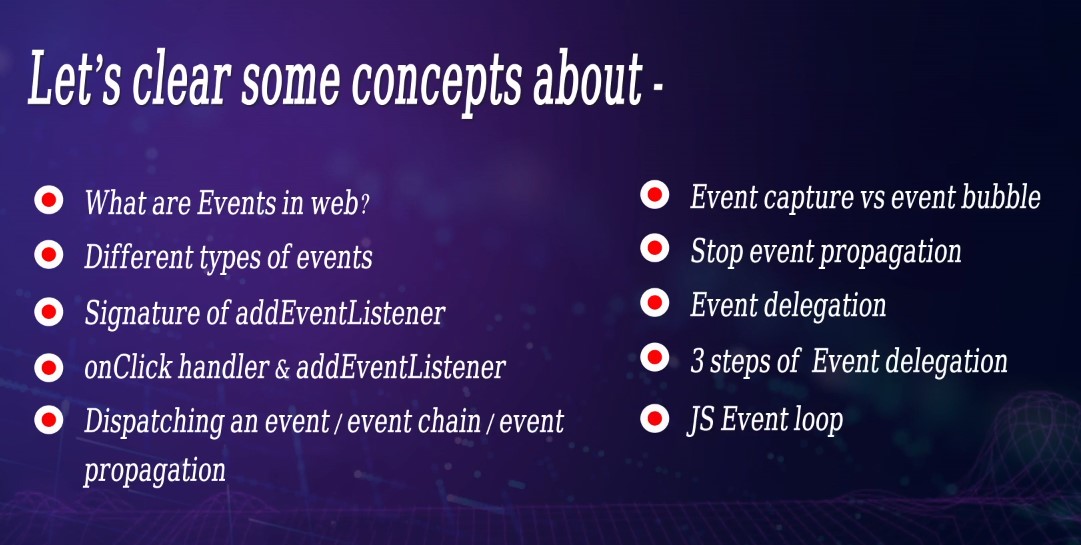 Let's clear some concepts about -
What are Events in web?
Different types of events
Signature of addEventListener
onClick handler & addEventListener
Dispatching an event / event chain / event
propagation
Event capture vs event bubble
Stop event propagation
Event delegation
3 steps of Event delegation
JS Event loop